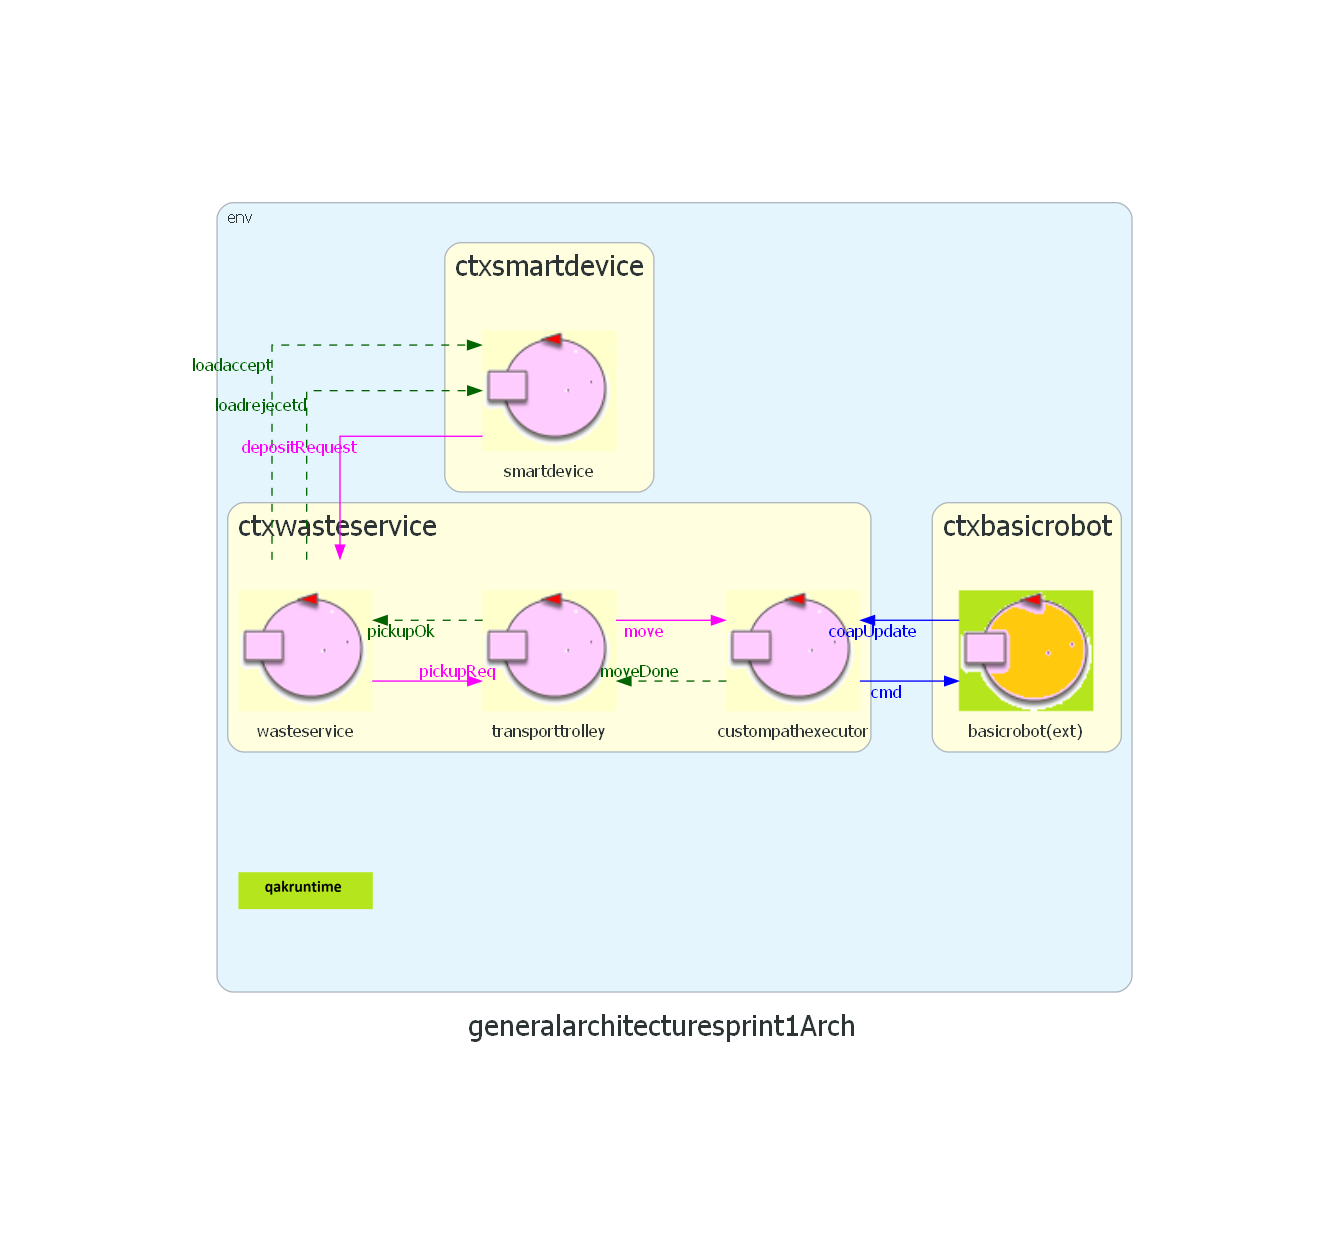 env
ctxsmartdevice
loadaccept
loadrejecetd
depositRequest
smartdevice
ctxwasteservice
ctxbasicrobot
pickupOk
move
coapUpdate
pickupReq
moveDone
cmd
wasteservice
transporttrolley
custompathexecutor
basicrobot(ext)
qakruntime
generalarchitecturesprint1Arch